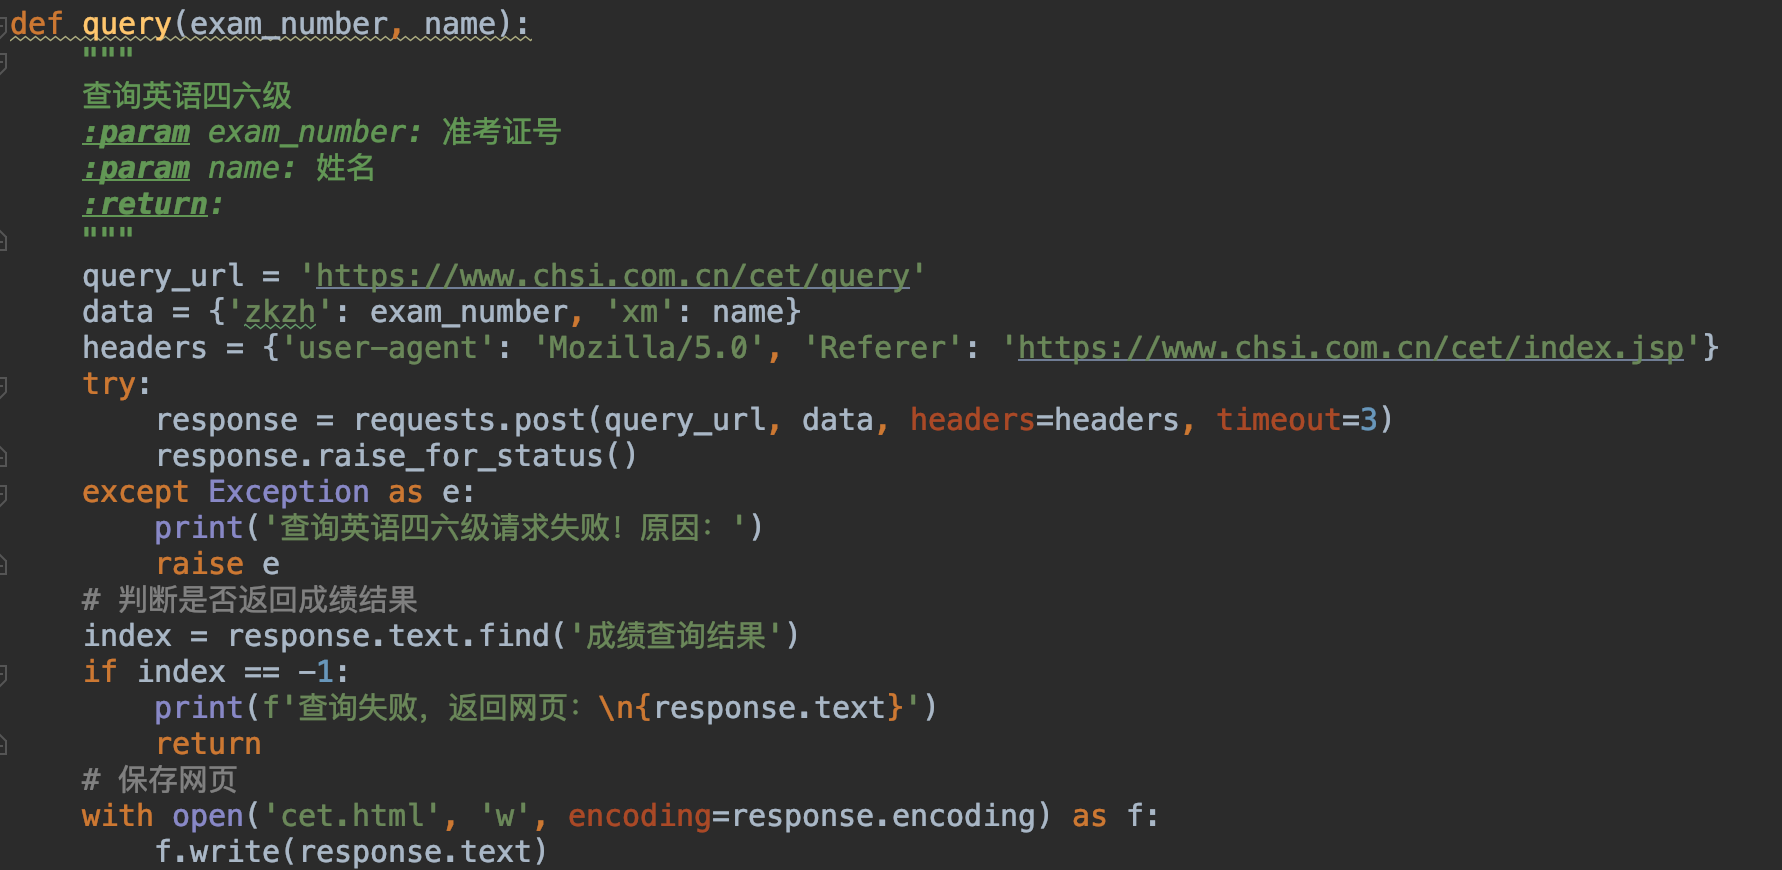 def query(exam_number, name):
    """
    查询英语四六级
    :param exam_number: 准考证号
    :param name: 姓名
    :return:
    """
    query_url = 'https://www.chsi.com.cn/cet/query'
    data = {'zkzh': exam_number, 'xm': name}
    headers = {'user-agent': 'Mozilla/5.0', 'Referer': 'https://www.chsi.com.cn/cet/index.jsp'}
    try:
        response = requests.post(query_url, data, headers=headers, timeout=3)
        response.raise_for_status()
    except Exception as e:
        print('查询英语四六级请求失败！原因：')
        raise e
    # 判断是否返回成绩结果
    index = response.text.find('成绩查询结果')
    if index == -1:
        print(f'查询失败，返回网页：\n{response.text}')
        return
    # 保存网页
    with open('cet.html', 'w', encoding=response.encoding) as f:
        f.write(response.text)